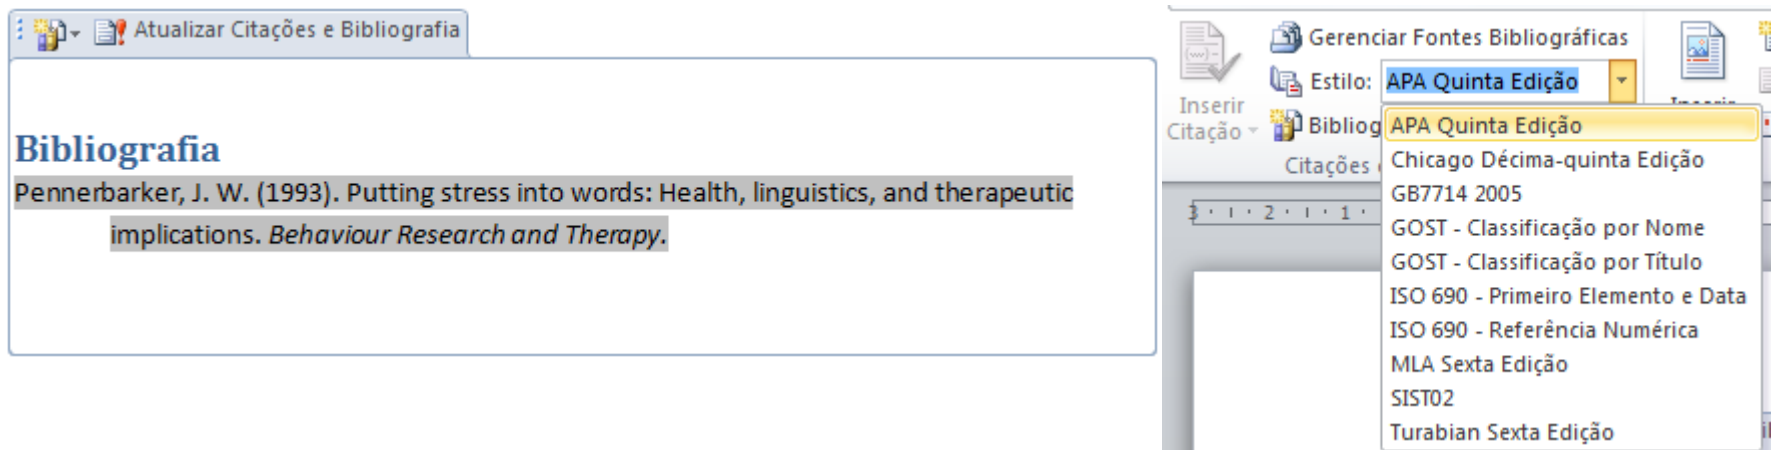 Atualizar Citações e Bibliografia
Bibliografia
Pennerbarker, J. W. (1993). Putting stress into words: Health, linguistics, and therapeutic
implications. Behaviour Research and Therapy.
Gerenciar Fontes Bibliográficas
Estilo: APA Quinta Edição
Inserir
Citação
Bibliog
Citações
3 · ı · 2 · ı · 1 ·
APA Quinta Edição
Chicago Décima-quinta Edição
GB7714 2005
GOST - Classificação por Nome
GOST - Classificação por Título
ISO 690 - Primeiro Elemento e Data
ISO 690 - Referência Numérica
MLA Sexta Edição
SIST02
Turabian Sexta Edição